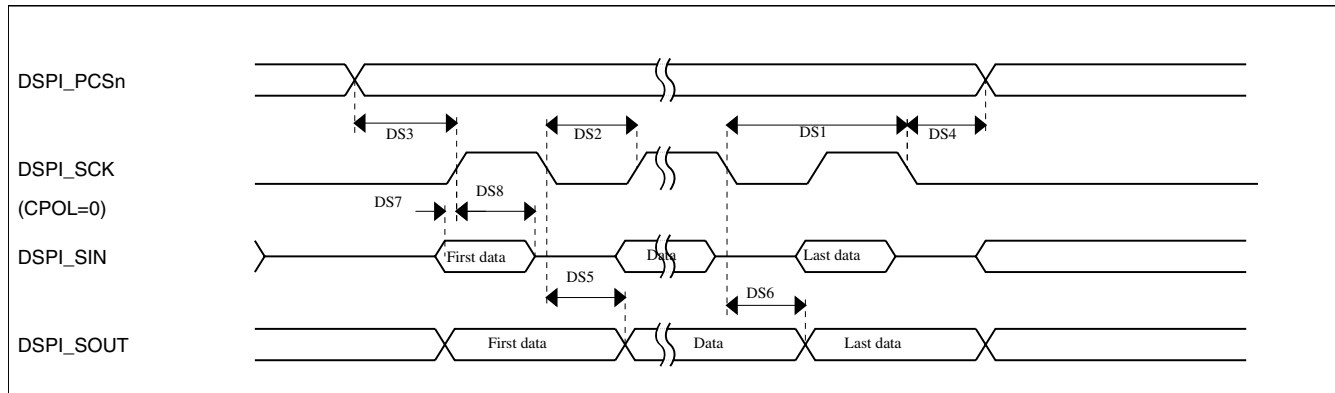 DSPI_PCSn
DS3
DS2
DS1
DS4
DSPI_SCK
(CPOL=0)
DS7
DS8
DSPI_SIN
First data
Data
Last data
DS5
DS6
DSPI_SOUT
First data
Data
Last data